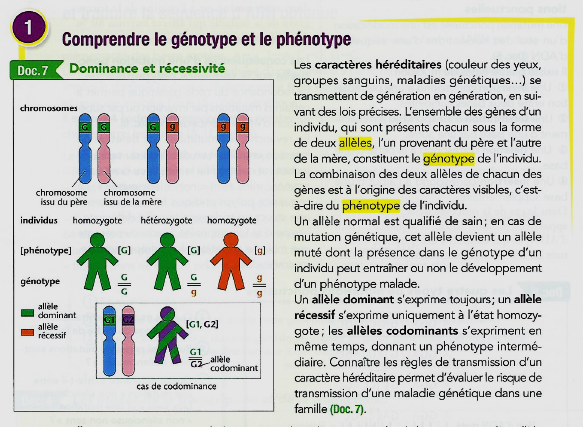 1
Comprendre le génotype et le phénotype
Doc. 7 Dominance et récessivité
chromosomes
G G G g g g
chromosome issu du père
chromosome issu de la mère
individus homozygote hétérozygote homozygote
[phénotype] [G] [G] [g]
génotype G/G G/g g/g
allèle dominant
allèle récessif
G1 G2 [G1, G2]
G1/G2 allèle codominant
cas de codominance
Les caractères héréditaires (couleur des yeux,
groupes sanguins, maladies génétiques...) se
transmettent de génération en génération, en sui-
vant des lois précises. L'ensemble des gènes d'un
individu, qui sont présents chacun sous la forme
de deux allèles, l'un provenant du père et l'autre
de la mère, constituent le génotype de l'individu.
La combinaison des deux allèles de chacun des
gènes est à l'origine des caractères visibles, c'est-
à-dire du phénotype de l'individu.
Un allèle normal est qualifié de sain ; en cas de
mutation génétique, cet allèle devient un allèle
muté dont la présence dans le génotype d'un
individu peut entraîner ou non le développement
d'un phénotype malade.
Un allèle dominant s'exprime toujours ; un allèle
récessif s'exprime uniquement à l'état homozy-
gote ; les allèles codominants s'expriment en
même temps, donnant un phénotype intermé-
diaire. Connaître les règles de transmission d'un
caractère héréditaire permet d'évaluer le risque de
transmission d'une maladie génétique dans une
famille (Doc. 7).